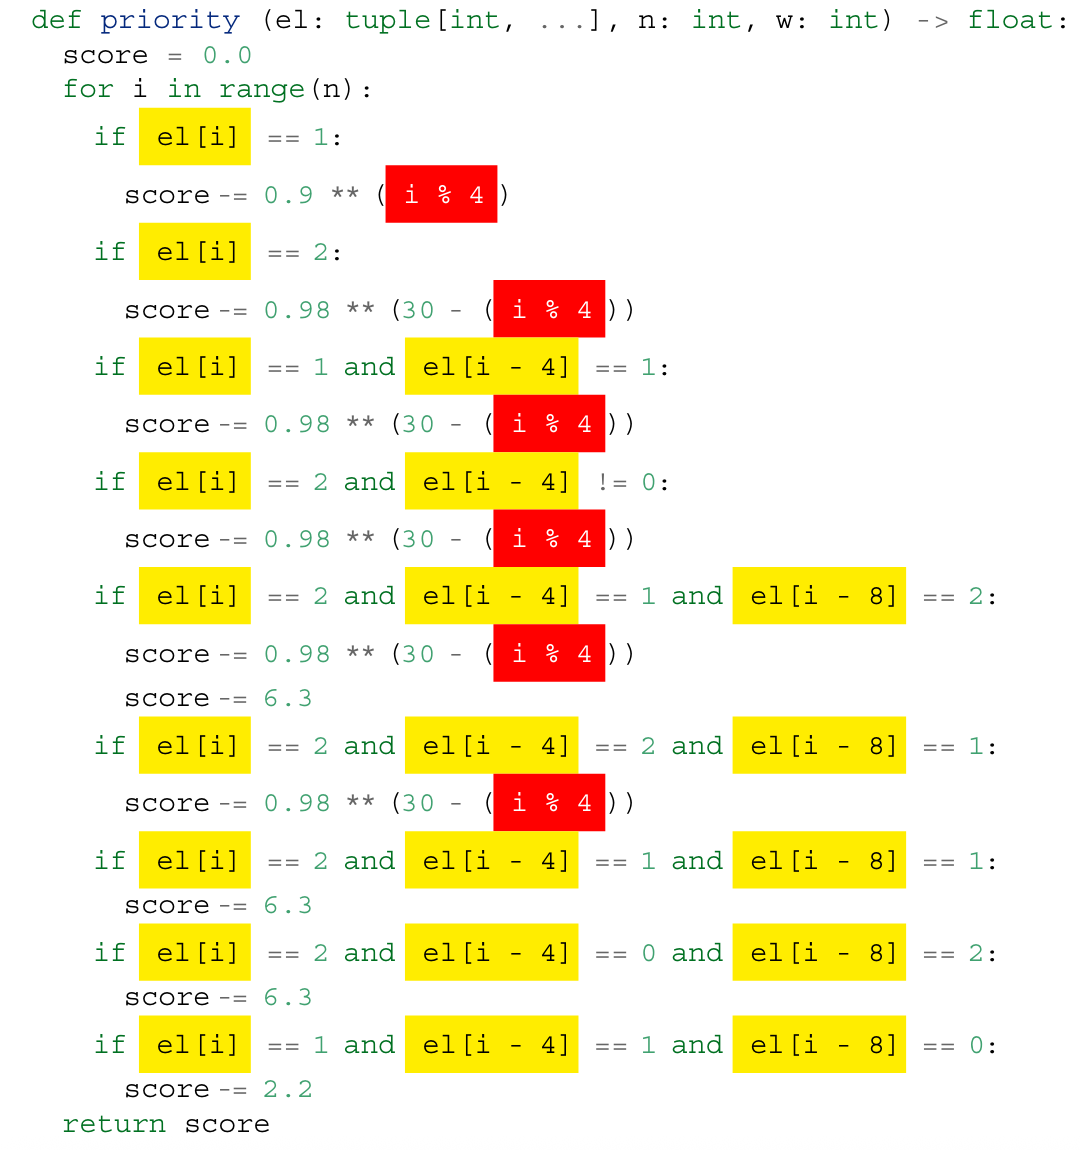 def priority (el: tuple[int, ...], n: int, w: int) -> float:
score = 0.0
for i in range(n):
if el[i] == 1:
score -= 0.9 ** (i % 4)
if el[i] == 2:
score -= 0.98 ** (30 - (i % 4))
if el[i] == 1 and el[i - 4] == 1:
score -= 0.98 ** (30 - (i % 4))
if el[i] == 2 and el[i - 4] != 0:
score -= 0.98 ** (30 - (i % 4))
if el[i] == 2 and el[i - 4] == 1 and el[i - 8] == 2:
score -= 0.98 ** (30 - (i % 4))
score -= 6.3
if el[i] == 2 and el[i - 4] == 2 and el[i - 8] == 1:
score -= 0.98 ** (30 - (i % 4))
if el[i] == 2 and el[i - 4] == 1 and el[i - 8] == 1:
score -= 6.3
if el[i] == 2 and el[i - 4] == 0 and el[i - 8] == 2:
score -= 6.3
if el[i] == 1 and el[i - 4] == 1 and el[i - 8] == 0:
score -= 2.2
return score